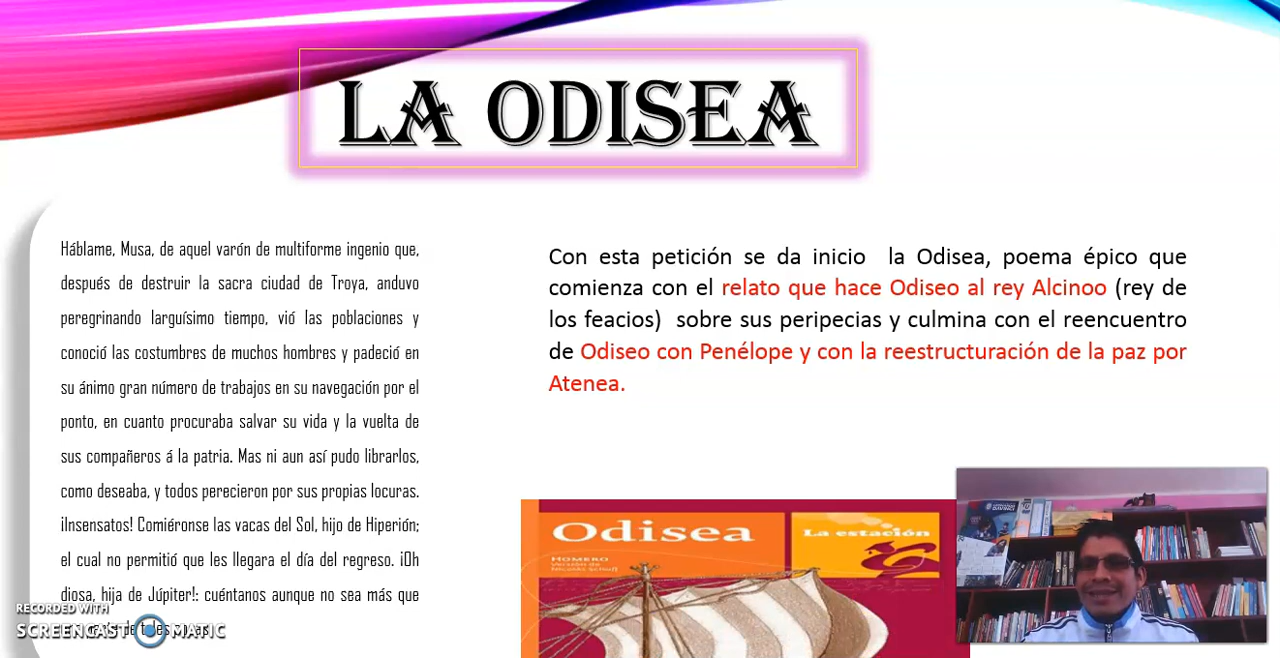 LA ODISEA
Háblame, Musa, de aquel varón de multiforme ingenio que,
después de destruir la sacra ciudad de Troya, anduvo
peregrinando larguísimo tiempo, vió las poblaciones y
conoció las costumbres de muchos hombres y padeció en
su ánimo gran número de trabajos en su navegación por el
ponto, en cuanto procuraba salvar su vida y la vuelta de
sus compañeros á la patria. Mas ni aun así pudo librarlos,
como deseaba, y todos perecieron por sus propias locuras.
¡Insensatos! Comiéronse las vacas del Sol, hijo de Hiperión;
el cual no permitió que les llegara el día del regreso. ¡Oh
diosa, hija de Júpiter!: cuéntanos aunque no sea más que
Con esta petición se da inicio la Odisea, poema épico que
comienza con el relato que hace Odiseo al rey Alcinoo (rey de
los feacios) sobre sus peripecias y culmina con el reencuentro
de Odiseo con Penélope y con la reestructuración de la paz por
Atenea.
Odisea
HOMERO
La estación
RECORDED WITH
SCREENCAST MATIC